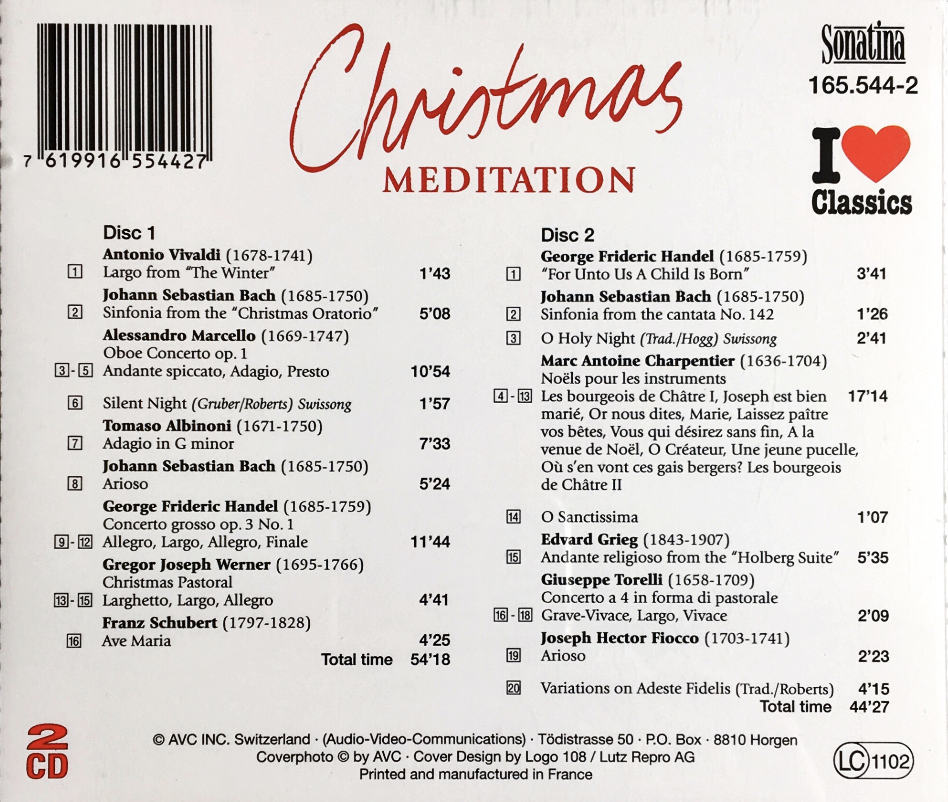 7 619916 554427
Christmas
MEDITATION
Sonatina
165.544-2
I
Classics
Disc 1
Antonio Vivaldi (1678-1741)
1 Largo from "The Winter" 1'43
Johann Sebastian Bach (1685-1750)
2 Sinfonia from the "Christmas Oratorio" 5'08
Alessandro Marcello (1669-1747)
Oboe Concerto op. 1
3 - 5 Andante spiccato, Adagio, Presto 10'54
6 Silent Night (Gruber/Roberts) Swissong 1'57
Tomaso Albinoni (1671-1750)
7 Adagio in G minor 7'33
Johann Sebastian Bach (1685-1750)
8 Arioso 5'24
George Frideric Handel (1685-1759)
Concerto grosso op. 3 No. 1
9 - 12 Allegro, Largo, Allegro, Finale 11'44
Gregor Joseph Werner (1695-1766)
Christmas Pastoral
13 - 15 Larghetto, Largo, Allegro 4'41
Franz Schubert (1797-1828)
16 Ave Maria 4'25
Total time 54'18
Disc 2
George Frideric Handel (1685-1759)
1 "For Unto Us A Child Is Born" 3'41
Johann Sebastian Bach (1685-1750)
2 Sinfonia from the cantata No. 142 1'26
3 O Holy Night (Trad./Hogg) Swissong 2'41
Marc Antoine Charpentier (1636-1704)
Noëls pour les instruments
4 - 13 Les bourgeois de Châtre I, Joseph est bien 17'14
marié, Or nous dites, Marie, Laissez paître
vos bêtes, Vous qui désirez sans fin, A la
venue de Noël, O Créateur, Une jeune pucelle,
Où s'en vont ces gais bergers? Les bourgeois
de Châtre II
14 O Sanctissima 1'07
Edvard Grieg (1843-1907)
15 Andante religioso from the "Holberg Suite" 5'35
Giuseppe Torelli (1658-1709)
Concerto a 4 in forma di pastorale
16 - 18 Grave-Vivace, Largo, Vivace 2'09
Joseph Hector Fiocco (1703-1741)
19 Arioso 2'23
20 Variations on Adeste Fidelis (Trad./Roberts) 4'15
Total time 44'27
2
CD
© AVC INC. Switzerland · (Audio-Video-Communications) · Tödistrasse 50 · P.O. Box · 8810 Horgen
Coverphoto © by AVC · Cover Design by Logo 108 / Lutz Repro AG
Printed and manufactured in France
LC 1102